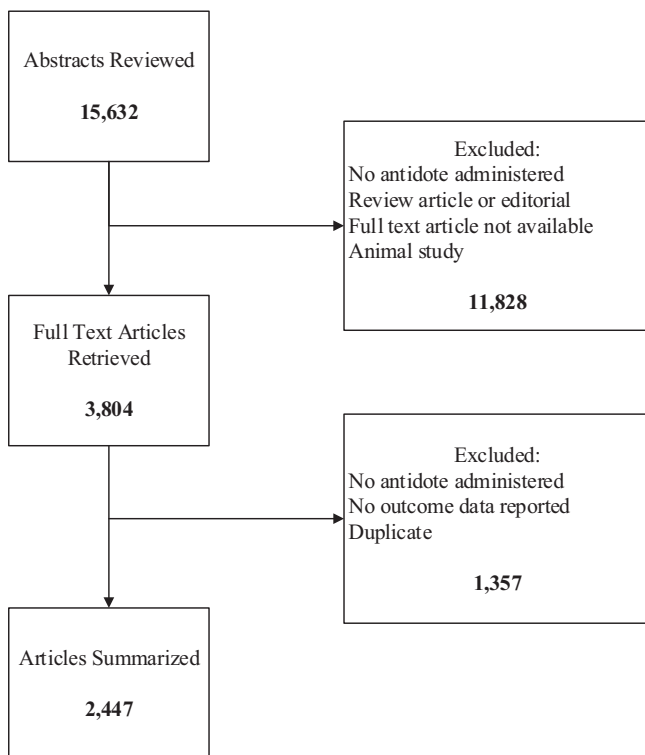 Abstracts Reviewed
15,632
Excluded:
No antidote administered
Review article or editorial
Full text article not available
Animal study
11,828
Full Text Articles
Retrieved
3,804
Excluded:
No antidote administered
No outcome data reported
Duplicate
1,357
Articles Summarized
2,447